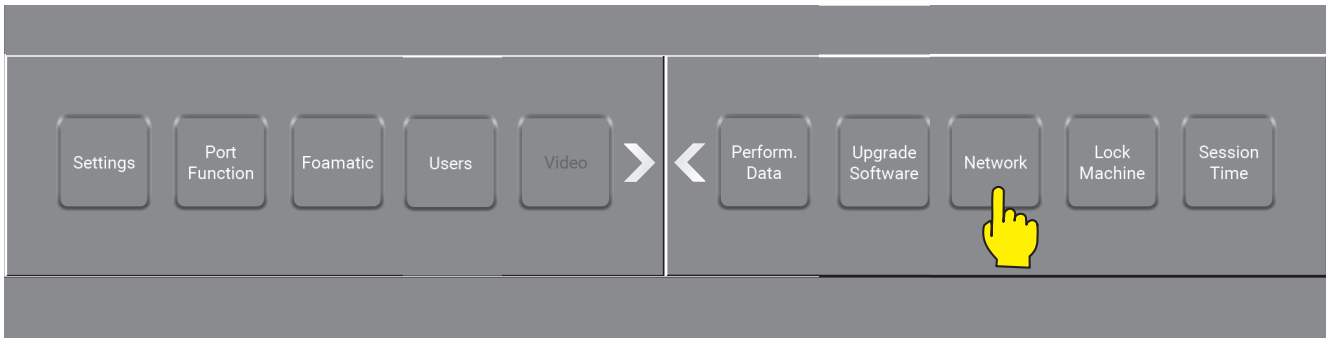 Settings
Port
Function
Foamatic
Users
Video
Perform.
Data
Upgrade
Software
Network
Lock
Machine
Session
Time